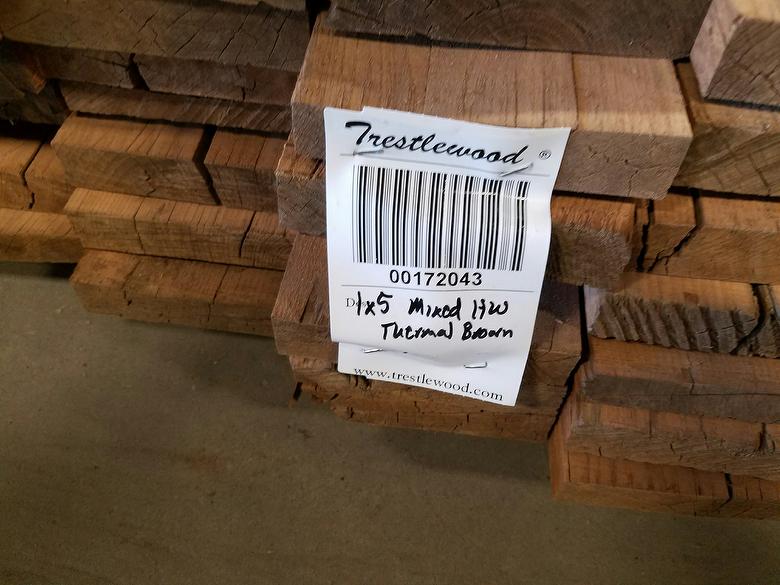 Trestlewood ®
00172043
1x5 Mixed HW
Thermal Brown
www.trestlewood.com